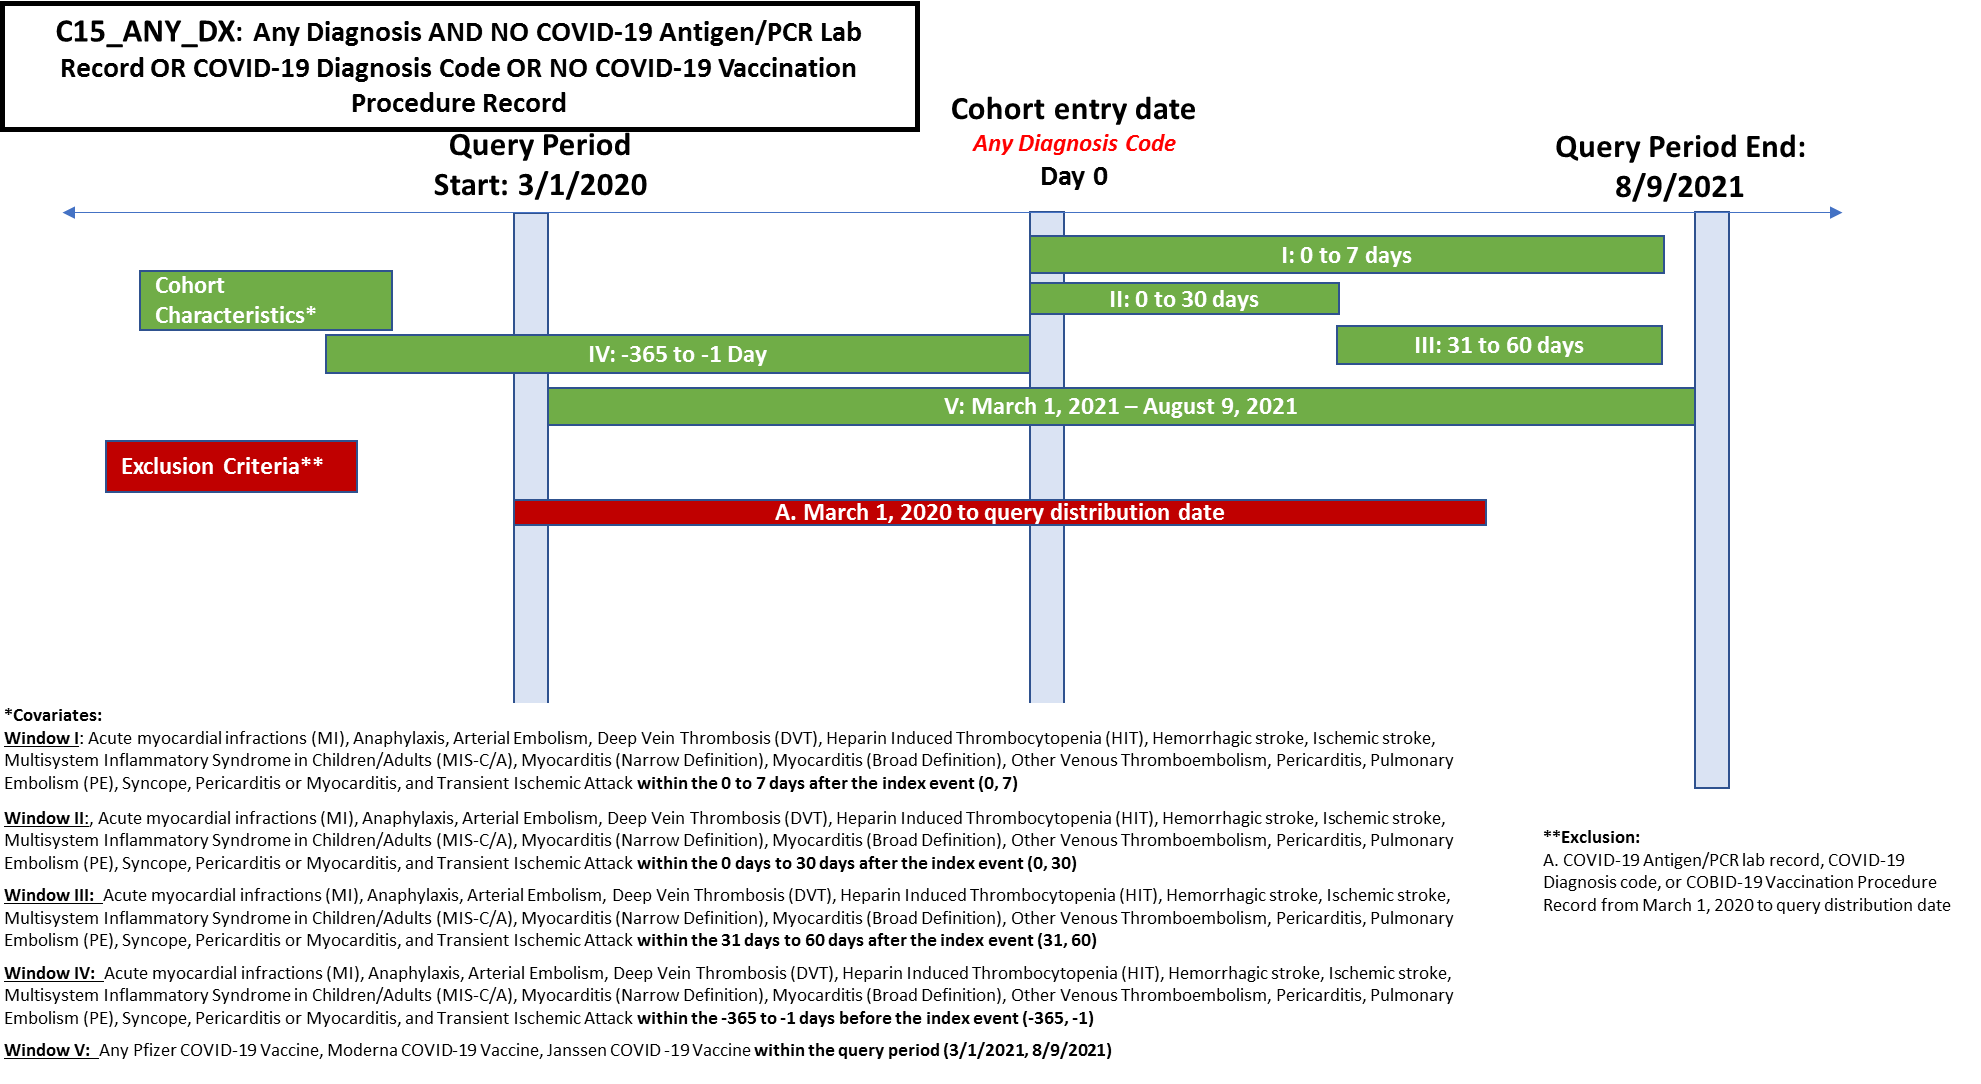 C15_ANY_DX: Any Diagnosis AND NO COVID-19 Antigen/PCR Lab
Record OR COVID-19 Diagnosis Code OR NO COVID-19 Vaccination
Procedure Record
Query Period
Start: 3/1/2020
Cohort entry date
Any Diagnosis Code
Day 0
Query Period End:
8/9/2021
I: 0 to 7 days
Cohort
Characteristics*
II: 0 to 30 days
III: 31 to 60 days
IV: -365 to -1 Day
V: March 1, 2021 – August 9, 2021
Exclusion Criteria**
A. March 1, 2020 to query distribution date
*Covariates:
Window I: Acute myocardial infractions (MI), Anaphylaxis, Arterial Embolism, Deep Vein Thrombosis (DVT), Heparin Induced Thrombocytopenia (HIT), Hemorrhagic stroke, Ischemic stroke,
Multisystem Inflammatory Syndrome in Children/Adults (MIS-C/A), Myocarditis (Narrow Definition), Myocarditis (Broad Definition), Other Venous Thromboembolism, Pericarditis, Pulmonary
Embolism (PE), Syncope, Pericarditis or Myocarditis, and Transient Ischemic Attack within the 0 to 7 days after the index event (0, 7)
Window II:, Acute myocardial infractions (MI), Anaphylaxis, Arterial Embolism, Deep Vein Thrombosis (DVT), Heparin Induced Thrombocytopenia (HIT), Hemorrhagic stroke, Ischemic stroke,
Multisystem Inflammatory Syndrome in Children/Adults (MIS-C/A), Myocarditis (Narrow Definition), Myocarditis (Broad Definition), Other Venous Thromboembolism, Pericarditis, Pulmonary
Embolism (PE), Syncope, Pericarditis or Myocarditis, and Transient Ischemic Attack within the 0 days to 30 days after the index event (0, 30)
Window III: Acute myocardial infractions (MI), Anaphylaxis, Arterial Embolism, Deep Vein Thrombosis (DVT), Heparin Induced Thrombocytopenia (HIT), Hemorrhagic stroke, Ischemic stroke,
Multisystem Inflammatory Syndrome in Children/Adults (MIS-C/A), Myocarditis (Narrow Definition), Myocarditis (Broad Definition), Other Venous Thromboembolism, Pericarditis, Pulmonary
Embolism (PE), Syncope, Pericarditis or Myocarditis, and Transient Ischemic Attack within the 31 days to 60 days after the index event (31, 60)
Window IV: Acute myocardial infractions (MI), Anaphylaxis, Arterial Embolism, Deep Vein Thrombosis (DVT), Heparin Induced Thrombocytopenia (HIT), Hemorrhagic stroke, Ischemic stroke,
Multisystem Inflammatory Syndrome in Children/Adults (MIS-C/A), Myocarditis (Narrow Definition), Myocarditis (Broad Definition), Other Venous Thromboembolism, Pericarditis, Pulmonary
Embolism (PE), Syncope, Pericarditis or Myocarditis, and Transient Ischemic Attack within the -365 to -1 days before the index event (-365, -1)
Window V: Any Pfizer COVID-19 Vaccine, Moderna COVID-19 Vaccine, Janssen COVID -19 Vaccine within the query period (3/1/2021, 8/9/2021)
**Exclusion:
A. COVID-19 Antigen/PCR lab record, COVID-19
Diagnosis code, or COBID-19 Vaccination Procedure
Record from March 1, 2020 to query distribution date